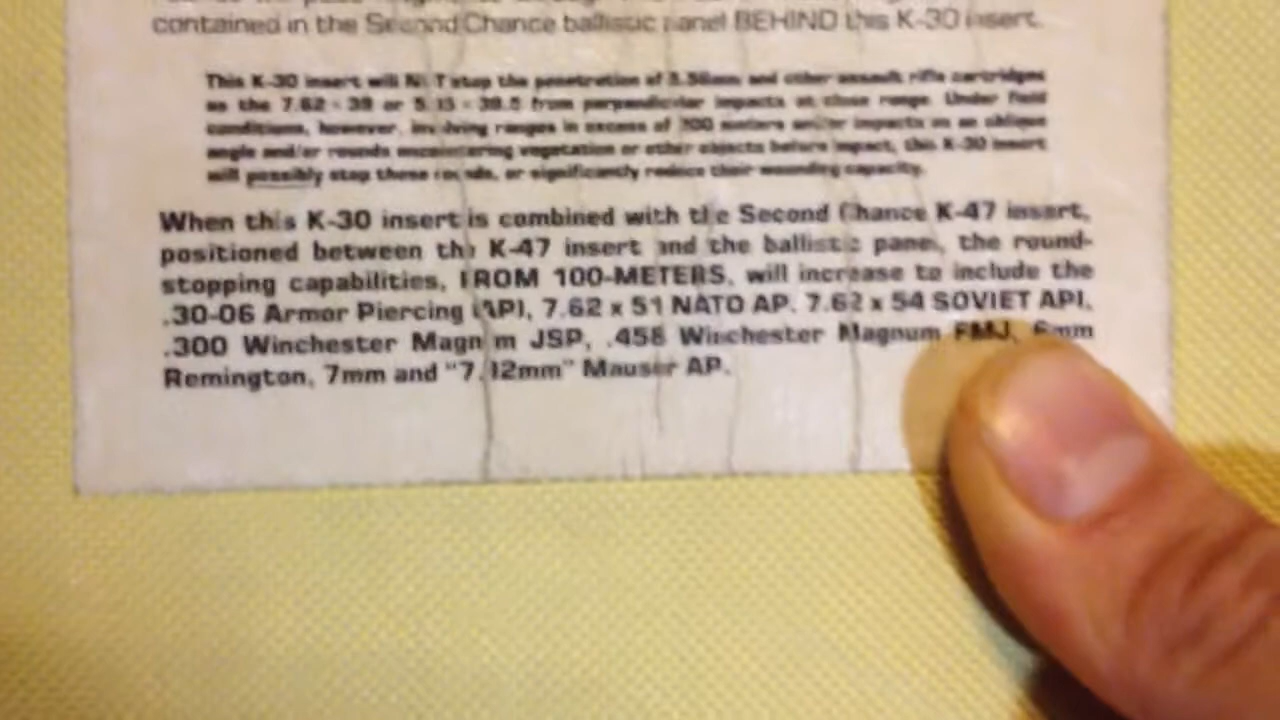 contained in the Second Chance ballistic panel BEHIND this K-30 insert.
This K-30 insert will NOT stop the penetration of 5.56mm and other assault rifle cartridges
as the 7.62 x 39 or 5.45 x 39.5 from perpendicular impacts at close range. Under field
conditions, however, involving ranges in excess of 100 meters and/or impacts on an oblique
angle and/or rounds encountering vegetation or other objects before impact, this K-30 insert
will possibly stop these rounds, or significantly reduce their wounding capacity.
When this K-30 insert is combined with the Second Chance K-47 insert,
positioned between the K-47 insert and the ballistic panel, the round-
stopping capabilities, FROM 100-METERS, will increase to include the
.30-06 Armor Piercing (AP), 7.62 x 51 NATO AP. 7.62 x 54 SOVIET API,
.300 Winchester Magnum JSP, .458 Winchester Magnum FMJ, 6mm
Remington, 7mm and "7.92mm" Mauser AP.